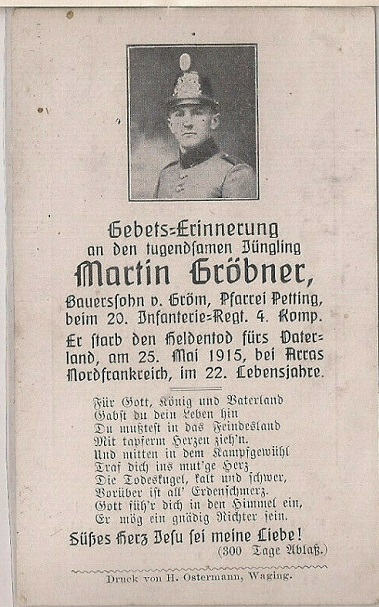 Gebets-Erinnerung
an den tugendsamen Jüngling
Martin Gröbner,
Bauerssohn v. Gröm, Pfarrei Petting,
beim 20. Infanterie-Regt. 4. Komp.
Er starb den Heldentod fürs Vater-
land, am 25. Mai 1915, bei Arras
Nordfrankreich, im 22. Lebensjahre.
Für Gott, König und Vaterland
Gabst du dein Leben hin
Du mußtest in das Feindesland
Mit tapferm Herzen zieh'n.
Und mitten in dem Kampfgewühl
Traf dich ins mut'ge Herz
Die Todeskugel, kalt und schwer,
Vorüber ist all' Erdenschmerz.
Gott füh'r dich in den Himmel ein,
Er mög ein gnädig Richter sein.
Süßes Herz Jesu sei meine Liebe!
(300 Tage Ablaß.)
Druck von H. Ostermann, Waging.